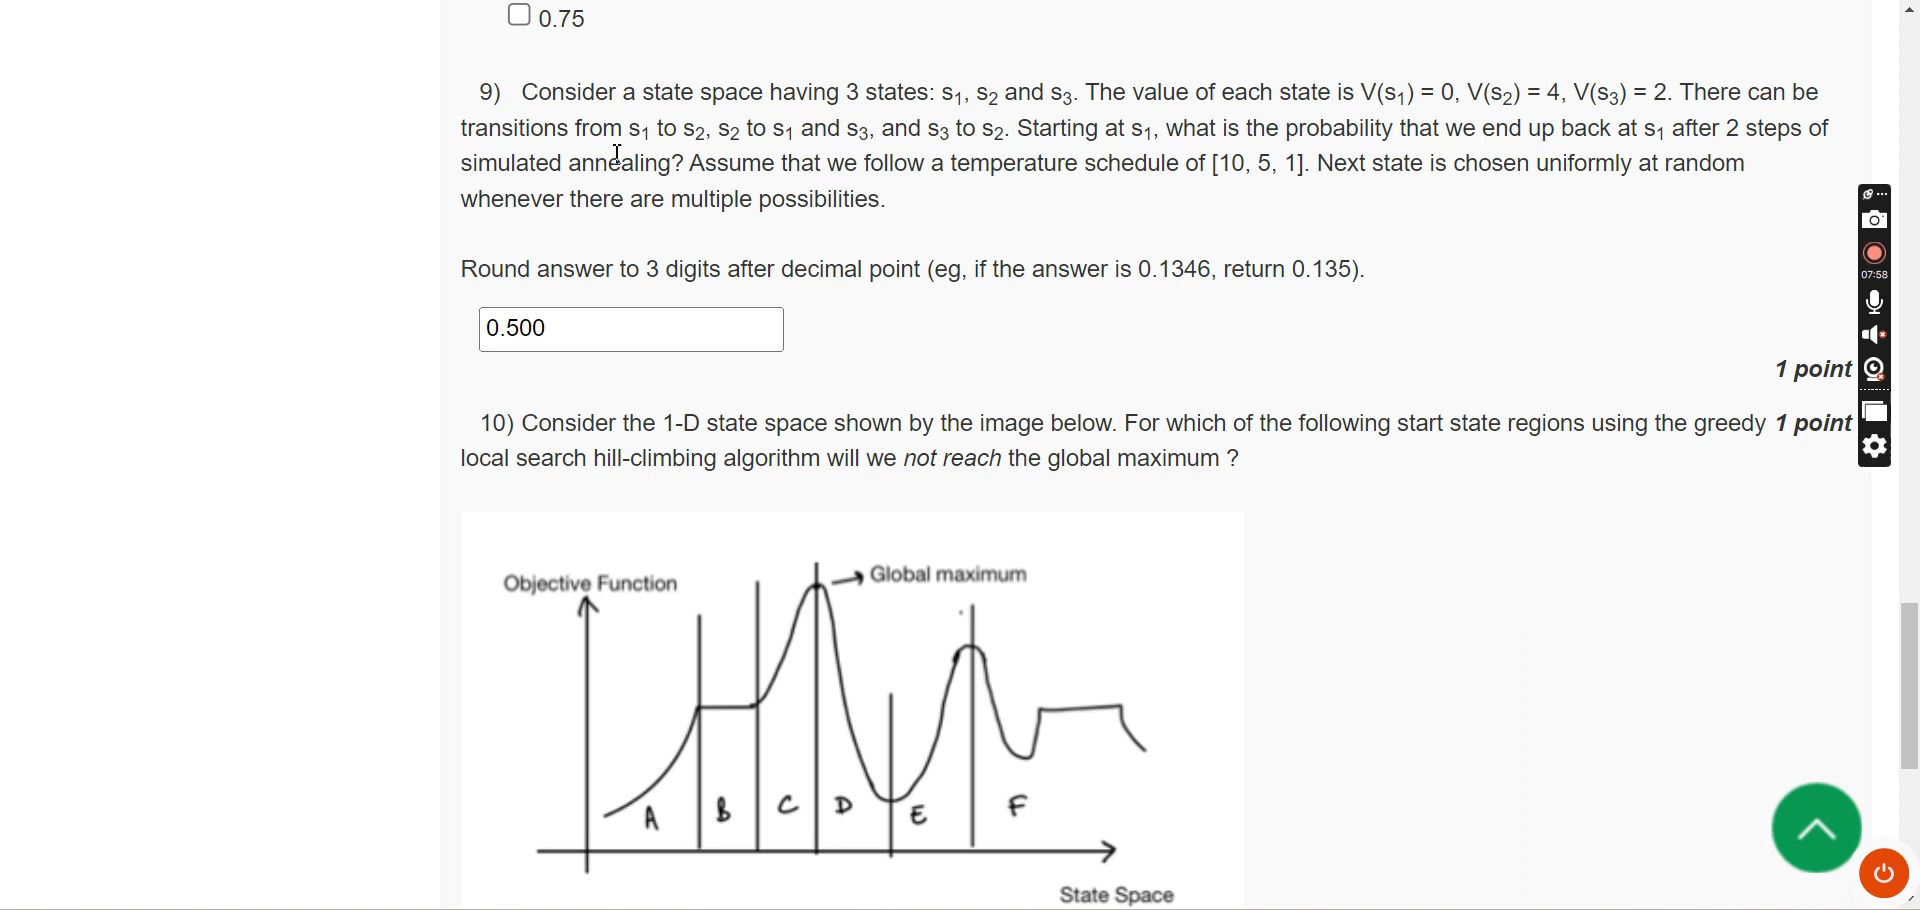 0.75
9) Consider a state space having 3 states: s1, s2 and s3. The value of each state is V(s1) = 0, V(s2) = 4, V(s3) = 2. There can be
transitions from s1 to s2, s2 to s1 and s3, and s3 to s2. Starting at s1, what is the probability that we end up back at s1 after 2 steps of
simulated annealing? Assume that we follow a temperature schedule of [10, 5, 1]. Next state is chosen uniformly at random
whenever there are multiple possibilities.
Round answer to 3 digits after decimal point (eg, if the answer is 0.1346, return 0.135).
0.500
1 point
10) Consider the 1-D state space shown by the image below. For which of the following start state regions using the greedy 1 point
local search hill-climbing algorithm will we not reach the global maximum ?
Objective Function
Global maximum
A B C D E F
State Space
07:58